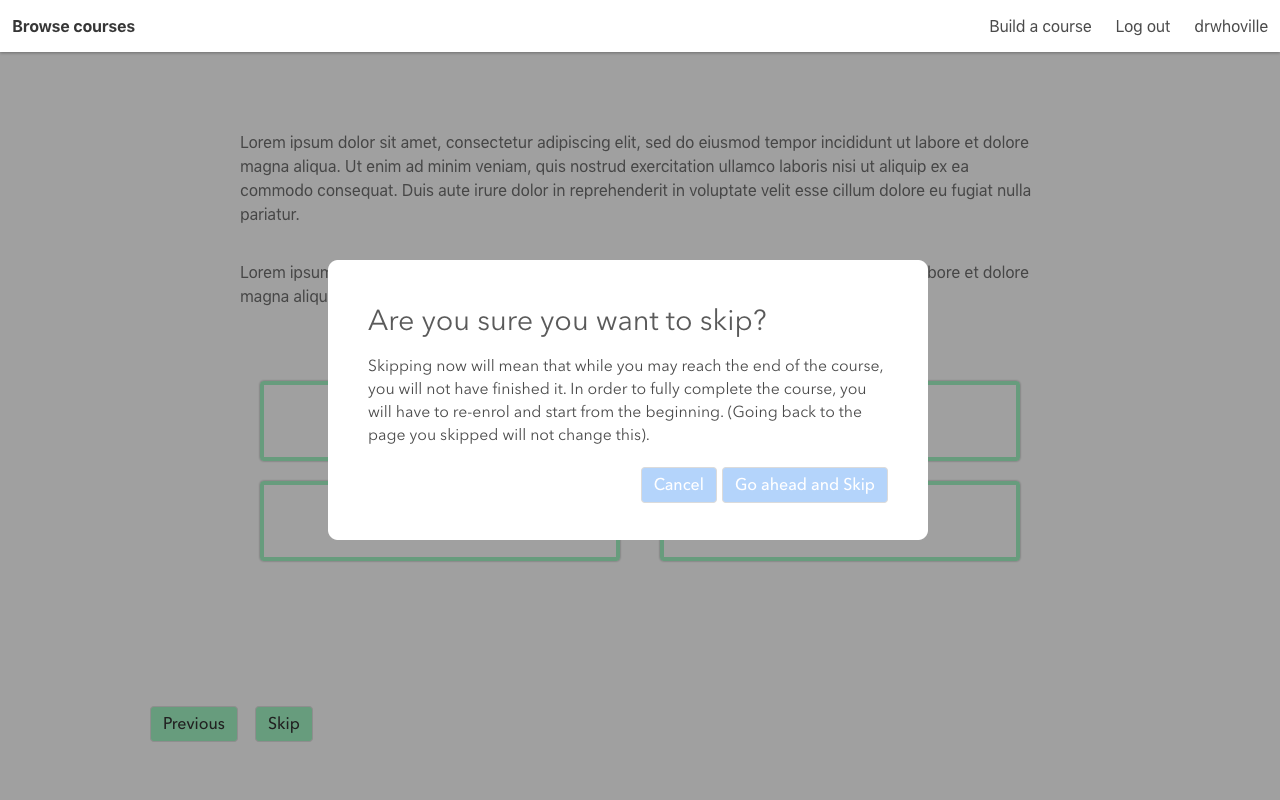 Browse courses
Build a course
Log out
drwhoville
Lorem ipsum dolor sit amet, consectetur adipiscing elit, sed do eiusmod tempor incididunt ut labore et dolore
magna aliqua. Ut enim ad minim veniam, quis nostrud exercitation ullamco laboris nisi ut aliquip ex ea
commodo consequat. Duis aute irure dolor in reprehenderit in voluptate velit esse cillum dolore eu fugiat nulla
pariatur.
Lorem et dolore
magna
Are you sure you want to skip?
Skipping now will mean that while you may reach the end of the course,
you will not have finished it. In order to fully complete the course, you
will have to re-enrol and start from the beginning. (Going back to the
page you skipped will not change this).
Cancel
Go ahead and Skip
Previous
Skip